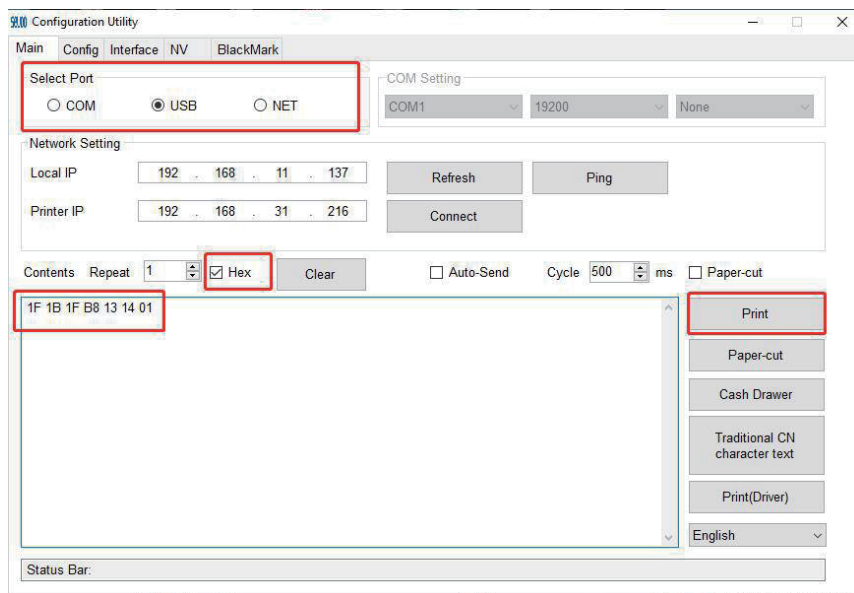 Configuration Utility
Main Config Interface NV BlackMark
Select Port
COM USB NET
COM Setting
COM1 19200 None
Network Setting
Local IP 192 . 168 . 11 . 137 Refresh Ping
Printer IP 192 . 168 . 31 . 216 Connect
Contents Repeat 1 Hex Clear Auto-Send Cycle 500 ms Paper-cut
1F 1B 1F B8 13 14 01
Print
Paper-cut
Cash Drawer
Traditional CN
character text
Print(Driver)
English
Status Bar: